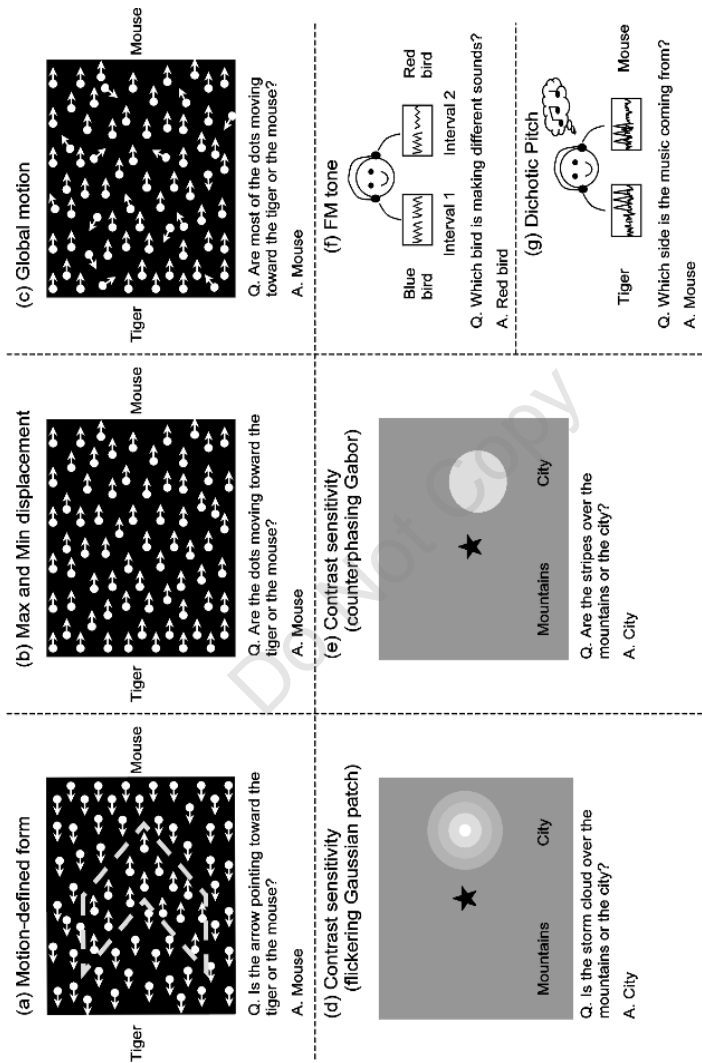 (a) Motion-defined form
Tiger
Mouse
Q. Is the arrow pointing toward the
tiger or the mouse?
A. Mouse
(b) Max and Min displacement
Tiger
Mouse
Q. Are the dots moving toward the
tiger or the mouse?
A. Mouse
(c) Global motion
Tiger
Mouse
Q. Are most of the dots moving
toward the tiger or the mouse?
A. Mouse
(d) Contrast sensitivity
(flickering Gaussian patch)
Mountains
City
Q. Is the storm cloud over the
mountains or the city?
A. City
(e) Contrast sensitivity
(counterphasing Gabor)
Mountains
City
Q. Are the stripes over the
mountains or the city?
A. City
(f) FM tone
Blue
bird
Red
bird
Interval 1
Interval 2
Q. Which bird is making different sounds?
A. Red bird
(g) Dichotic Pitch
Tiger
Mouse
Q. Which side is the music coming from?
A. Mouse
Do Not Copy